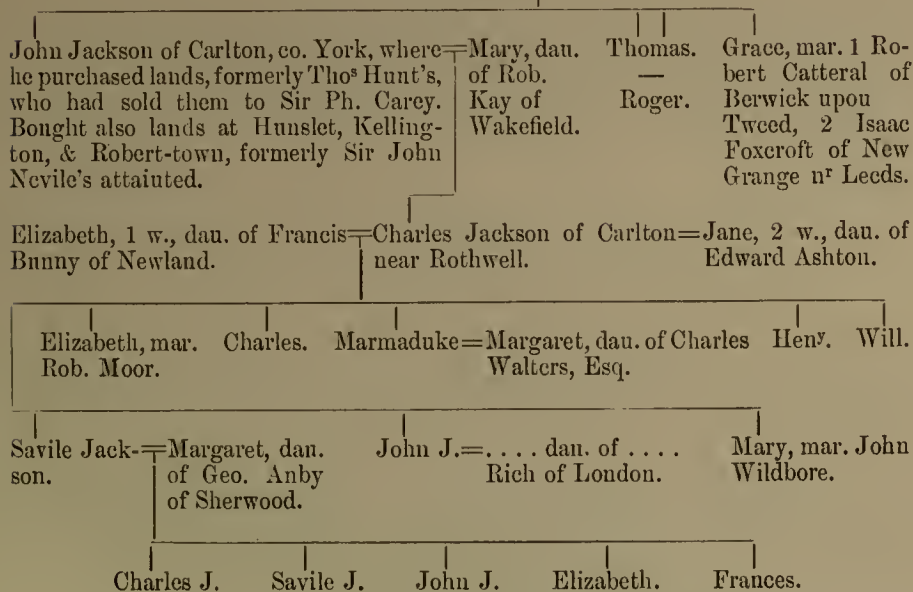 John Jackson of Carlton, co. York, where=Mary, dau.
he purchased lands, formerly Thoˢ Hunt's,
who had sold them to Sir Ph. Carey.
Bought also lands at Hunslet, Kelling-
ton, & Robert-town, formerly Sir John
Nevile's attainted.
of Rob.
Kay of
Wakefield.
Thomas.
—
Roger.
Grace, mar. 1 Ro-
bert Catteral of
Berwick upou
Tweed, 2 Isaac
Foxcroft of New
Grange nʳ Leeds.
Elizabeth, 1 w., dau. of Francis=Charles Jackson of Carlton=Jane, 2 w., dau. of
Bunny of Newland.
near Rothwell.
Edward Ashton.
Elizabeth, mar.
Rob. Moor.
Charles.
Marmaduke=Margaret, dau. of Charles
Walters, Esq.
Henʸ.
Will.
Savile Jack-=Margaret, dau.
son.
of Geo. Anby
of Sherwood.
John J.=.... dau. of ....
Rich of London.
Mary, mar. John
Wildbore.
Charles J.
Savile J.
John J.
Elizabeth.
Frances.